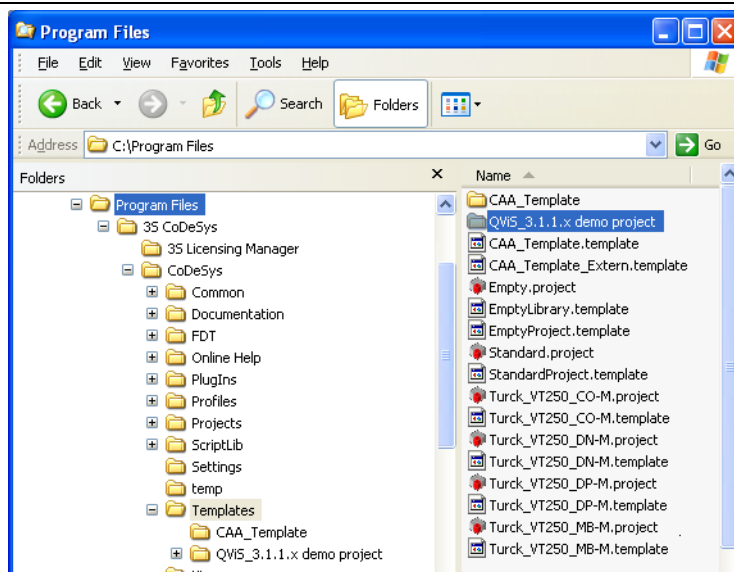 Program Files
File Edit View Favorites Tools Help
Back Search Folders
Address C:\Program Files Go
Folders
Program Files
3S CoDeSys
3S Licensing Manager
CoDeSys
Common
Documentation
FDT
Online Help
PlugIns
Profiles
Projects
ScriptLib
Settings
temp
Templates
CAA_Template
QViS_3.1.1.x demo project
Name
CAA_Template
QViS_3.1.1.x demo project
CAA_Template.template
CAA_Template_Extern.template
Empty.project
EmptyLibrary.template
EmptyProject.template
Standard.project
StandardProject.template
Turck_VT250_CO-M.project
Turck_VT250_CO-M.template
Turck_VT250_DN-M.project
Turck_VT250_DN-M.template
Turck_VT250_DP-M.project
Turck_VT250_DP-M.template
Turck_VT250_MB-M.project
Turck_VT250_MB-M.template